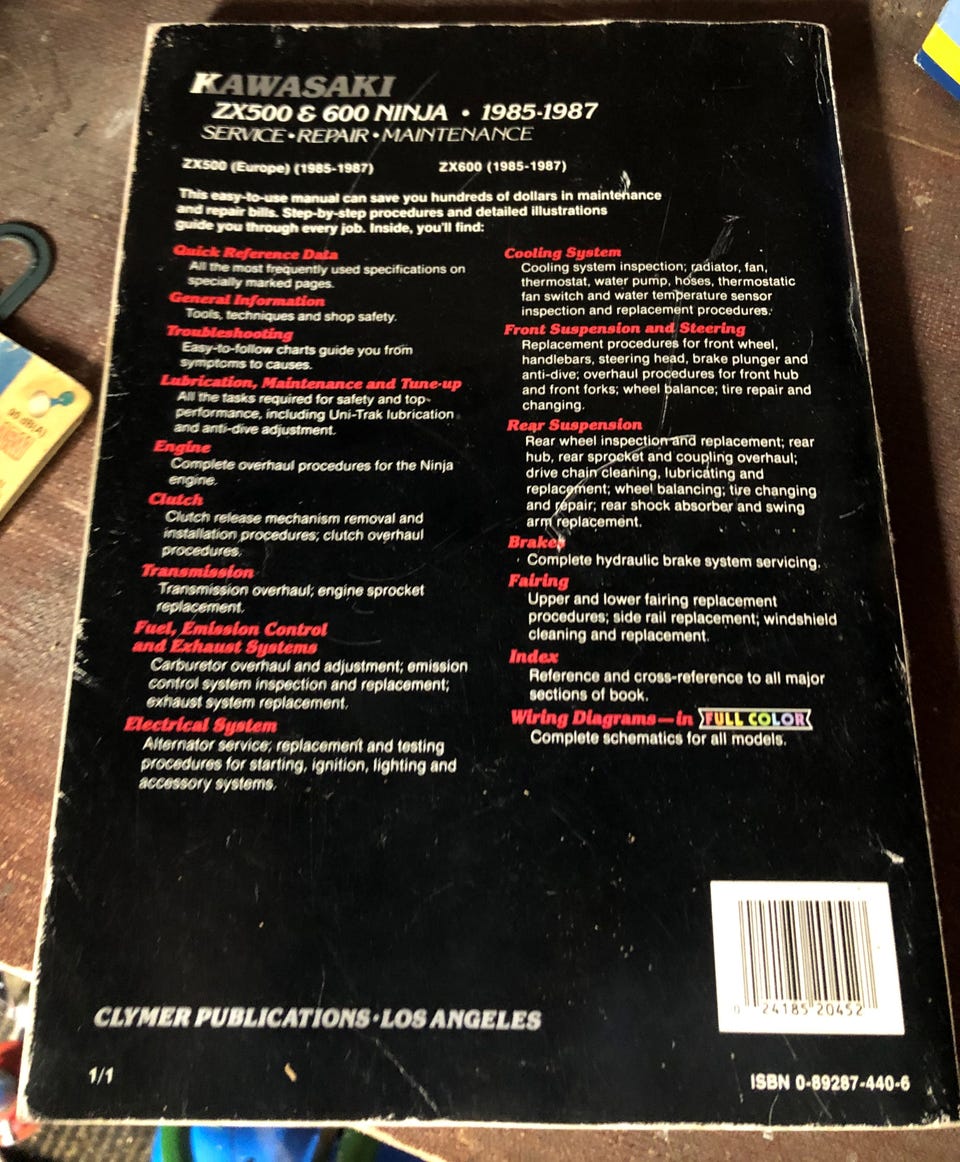 KAWASAKI
ZX500 & 600 NINJA • 1985-1987
SERVICE • REPAIR • MAINTENANCE
ZX500 (Europe) (1985-1987)
ZX600 (1985-1987)
This easy-to-use manual can save you hundreds of dollars in maintenance
and repair bills. Step-by-step procedures and detailed illustrations
guide you through every job. Inside, you'll find:
Quick Reference Data
All the most frequently used specifications on
specially marked pages.
General Information
Tools, techniques and shop safety.
Troubleshooting
Easy-to-follow charts guide you from
symptoms to causes.
Lubrication, Maintenance and Tune-up
All the tasks required for safety and top-
performance, including Uni-Trak lubrication
and anti-dive adjustment.
Engine
Complete overhaul procedures for the Ninja
engine.
Clutch
Clutch release mechanism removal and
installation procedures; clutch overhaul
procedures.
Transmission
Transmission overhaul; engine sprocket
replacement.
Fuel, Emission Control
and Exhaust Systems
Carburetor overhaul and adjustment; emission
control system inspection and replacement;
exhaust system replacement.
Electrical System
Alternator service; replacement and testing
procedures for starting, ignition, lighting and
accessory systems.
Cooling System
Cooling system inspection; radiator, fan,
thermostat, water pump, hoses, thermostatic
fan switch and water temperature sensor
inspection and replacement procedures.
Front Suspension and Steering
Replacement procedures for front wheel,
handlebars, steering head, brake plunger and
anti-dive; overhaul procedures for front hub
and front forks; wheel balance; tire repair and
changing.
Rear Suspension
Rear wheel inspection and replacement; rear
hub, rear sprocket and coupling overhaul;
drive chain cleaning, lubricating and
replacement; wheel balancing; tire changing
and repair; rear shock absorber and swing
arm replacement.
Brakes
Complete hydraulic brake system servicing.
Fairing
Upper and lower fairing replacement
procedures; side rail replacement; windshield
cleaning and replacement.
Index
Reference and cross-reference to all major
sections of book.
Wiring Diagrams—in FULL COLOR
Complete schematics for all models.
0 24185 20452
CLYMER PUBLICATIONS • LOS ANGELES
1/1
ISBN 0-89287-440-6